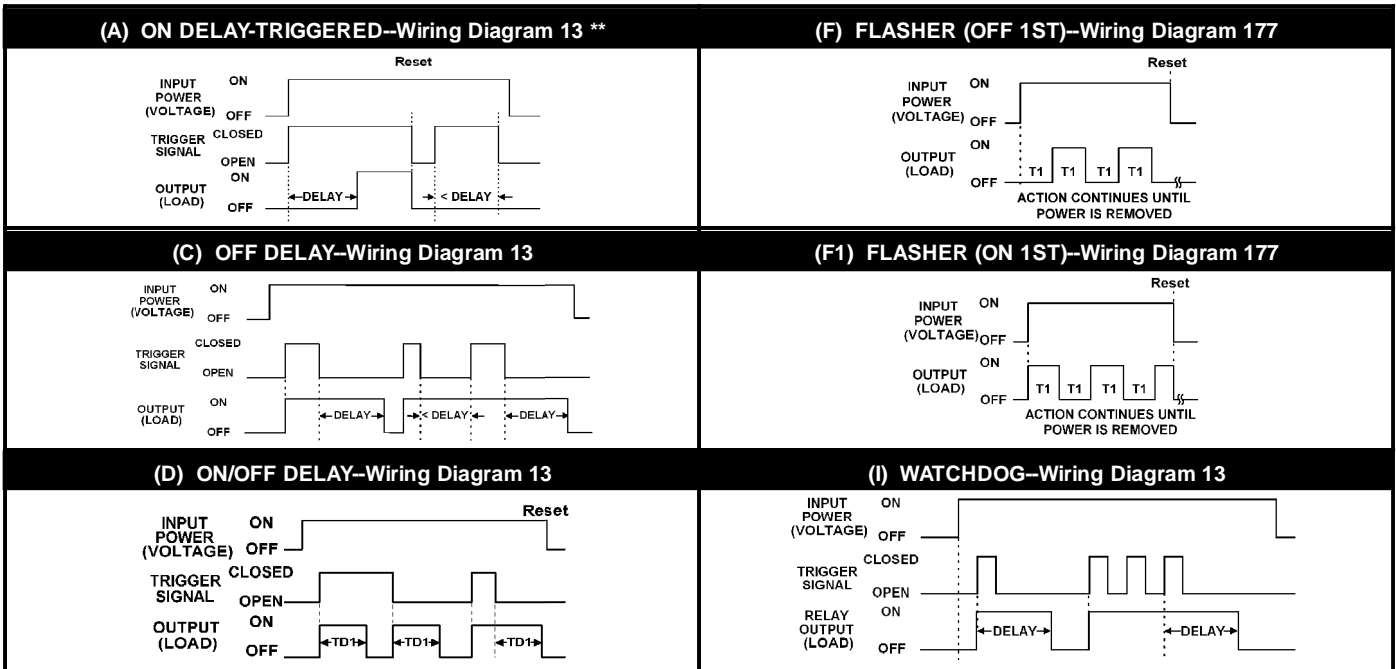 (A) ON DELAY-TRIGGERED--Wiring Diagram 13 **
Reset
INPUT
POWER
(VOLTAGE)
ON
OFF
TRIGGER
SIGNAL
CLOSED
OPEN
OUTPUT
(LOAD)
ON
OFF
DELAY
< DELAY
(F) FLASHER (OFF 1ST)--Wiring Diagram 177
Reset
INPUT
POWER
(VOLTAGE)
ON
OFF
OUTPUT
(LOAD)
ON
OFF
T1 T1 T1 T1
ACTION CONTINUES UNTIL
POWER IS REMOVED
(C) OFF DELAY--Wiring Diagram 13
INPUT
POWER
(VOLTAGE)
ON
OFF
TRIGGER
SIGNAL
CLOSED
OPEN
OUTPUT
(LOAD)
ON
OFF
DELAY < DELAY DELAY
(F1) FLASHER (ON 1ST)--Wiring Diagram 177
Reset
INPUT
POWER
(VOLTAGE)
ON
OFF
OUTPUT
(LOAD)
ON
OFF
T1 T1 T1 T1
ACTION CONTINUES UNTIL
POWER IS REMOVED
(D) ON/OFF DELAY--Wiring Diagram 13
Reset
INPUT
POWER
(VOLTAGE)
ON
OFF
TRIGGER
SIGNAL
CLOSED
OPEN
OUTPUT
(LOAD)
ON
OFF
TD1 TD1 TD1
(I) WATCHDOG--Wiring Diagram 13
INPUT
POWER
(VOLTAGE)
ON
OFF
TRIGGER
SIGNAL
CLOSED
OPEN
RELAY
OUTPUT
(LOAD)
ON
OFF
DELAY DELAY